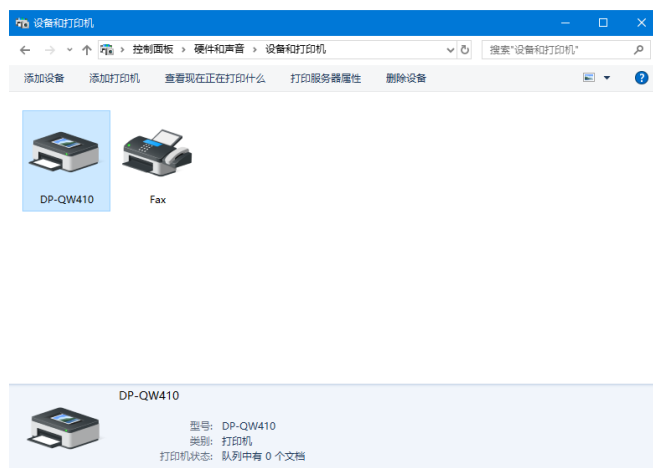 设备和打印机
控制面板 › 硬件和声音 › 设备和打印机
搜索"设备和打印机"
添加设备 添加打印机 查看现在正在打印什么 打印服务器属性 删除设备
DP-QW410 Fax
DP-QW410
型号: DP-QW410
类别: 打印机
打印机状态: 队列中有 0 个文档